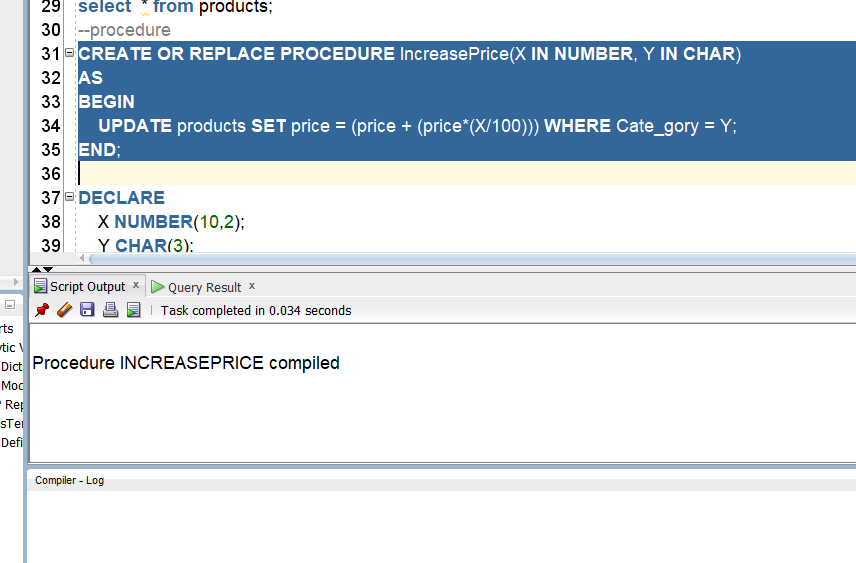 29 select * from products;
30 --procedure
31 CREATE OR REPLACE PROCEDURE IncreasePrice(X IN NUMBER, Y IN CHAR)
32 AS
33 BEGIN
34 UPDATE products SET price = (price + (price*(X/100))) WHERE Cate_gory = Y;
35 END;
36
37 DECLARE
38 X NUMBER(10,2);
39 Y CHAR(3);
Script Output x Query Result x
Task completed in 0.034 seconds
rts
Procedure INCREASEPRICE compiled
tic V
Dict
Mod
Rep
sTer
Defi
Compiler - Log